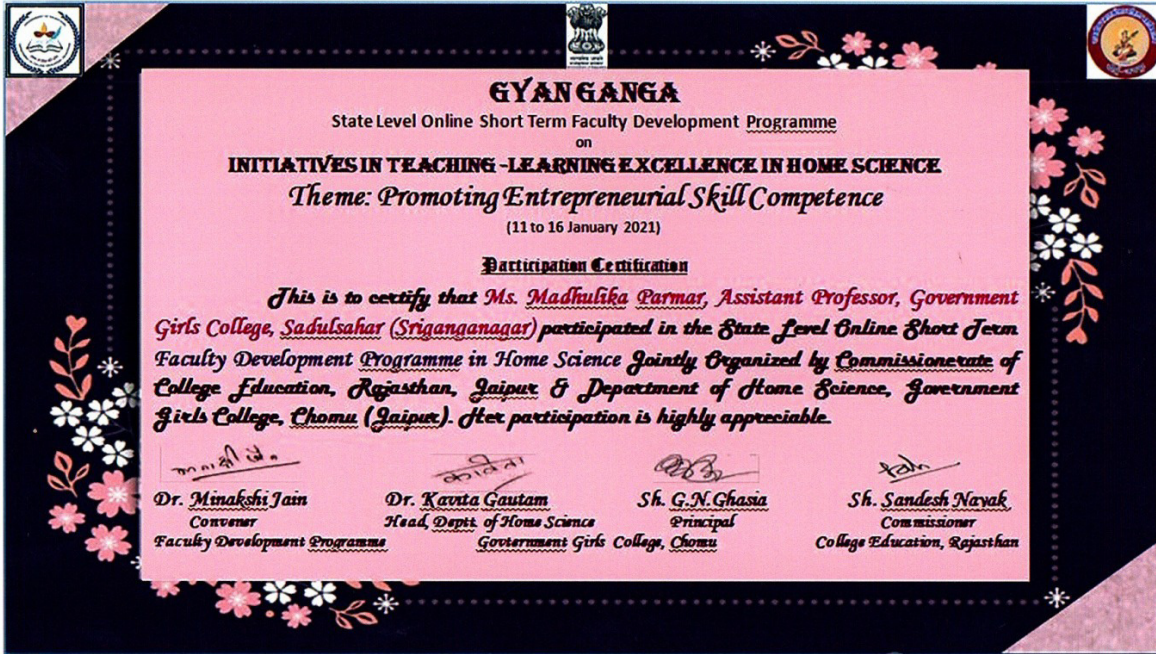 GYAN GANGA
State Level Online Short Term Faculty Development Programme
on
INITIATIVES IN TEACHING -LEARNING EXCELLENCE IN HOME SCIENCE
Theme: Promoting Entrepreneurial Skill Competence
(11 to 16 January 2021)
Participation Certification
This is to certify that Ms. Madhulika Parmar, Assistant Professor, Government
Girls College, Sadulsahar (Sriganganagar) participated in the State Level Online Short Term
Faculty Development Programme in Home Science Jointly Organized by Commissionerate of
College Education, Rajasthan, Jaipur & Department of Home Science, Government
Girls College, Chomu (Jaipur). Her participation is highly appreciable.
मीनाक्षी जैन कविता
Dr. Minakshi Jain Dr. Kavita Gautam Sh. G.N.Ghasia Sh. Sandesh Nayak
Convener Head, Deptt. of Home Science Principal Commissioner
Faculty Development Programme Govternment Girls College, Chomu College Education, Rajasthan